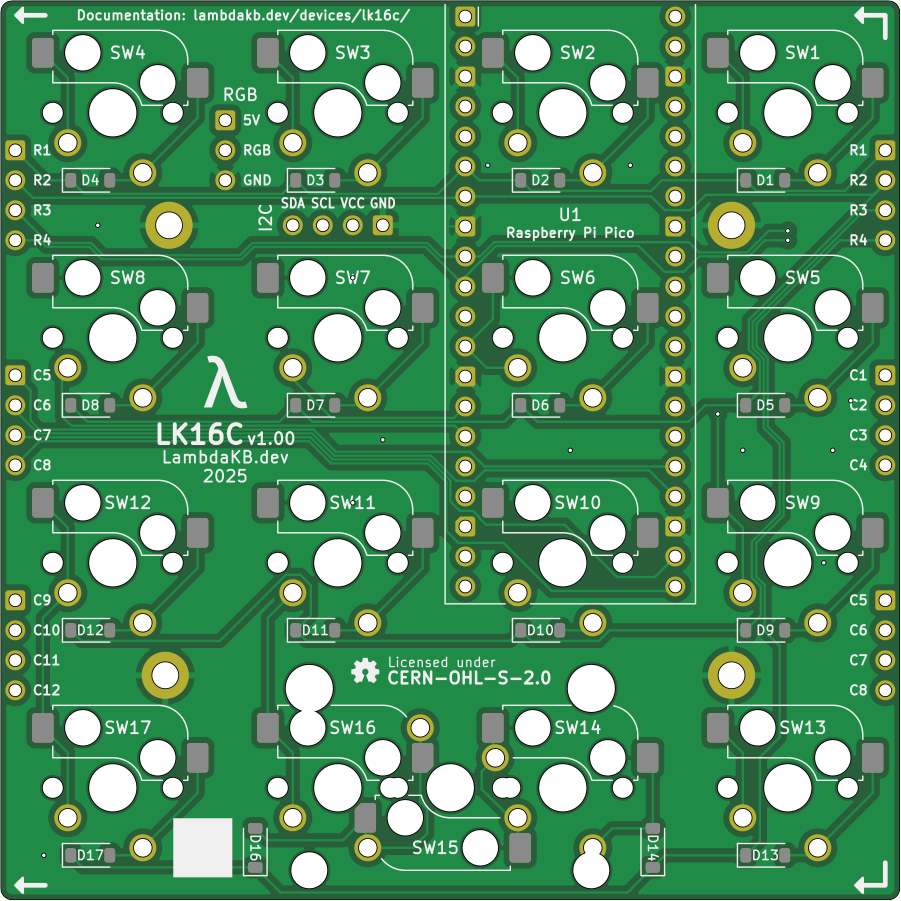 Documentation: lambdakb.dev/devices/lk16c/
SW4 SW3 SW2 SW1
RGB
5V
R1 RGB R1
R2 D4 GND D3 D2 D1 R2
SDA SCL VCC GND
R3 I2C U1 R3
R4 Raspberry Pi Pico R4
SW8 SW7 SW6 SW5
C5 C1
C6 D8 D7 D6 D5 C2
λ
C7 LK16C v1.00 C3
LambdaKB.dev
C8 2025 C4
SW12 SW11 SW10 SW9
C9 C5
C10 D12 D11 D10 D9 C6
C11 Licensed under C7
CERN-OHL-S-2.0
C12 C8
SW17 SW16 SW14 SW13
SW15
D17 D16 D14 D13